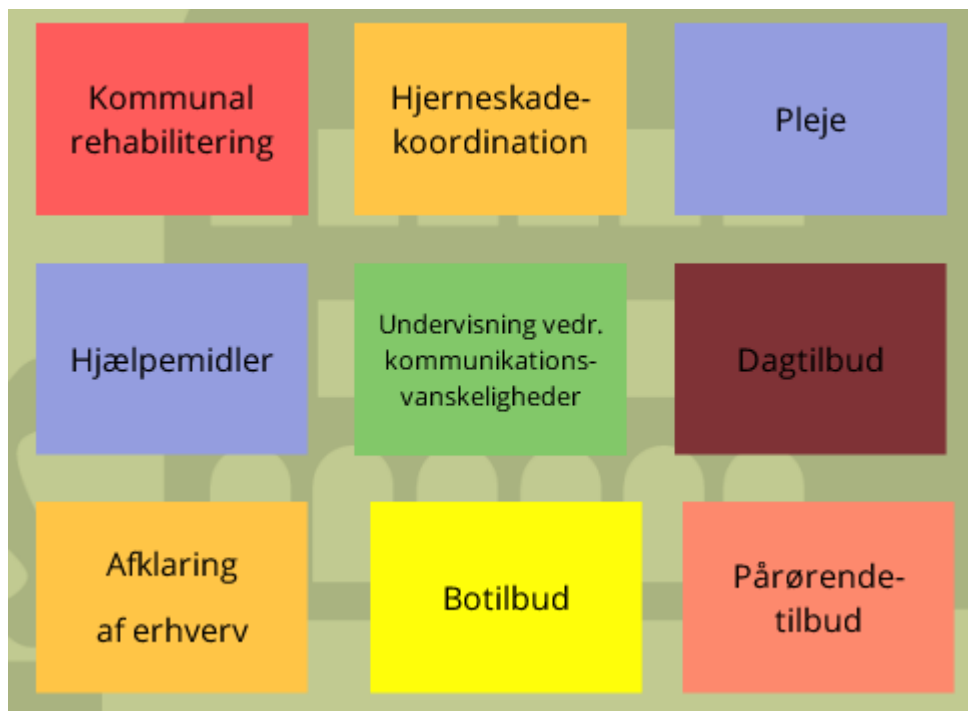 Kommunal
rehabilitering
Hjerneskade-
koordination
Pleje
Hjælpemidler
Undervisning vedr.
kommunikations-
vanskeligheder
Dagtilbud
Afklaring
af erhverv
Botilbud
Pårørende-
tilbud